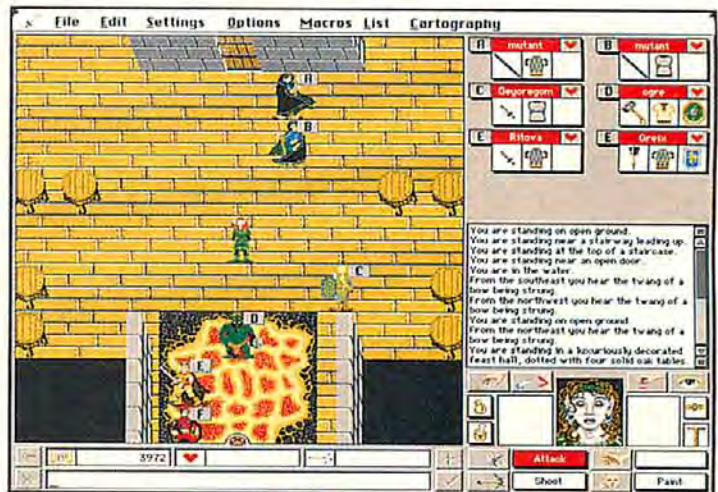 File Edit Settings Options Macros List Cartography
A mutant B mutant
C Geyoregom D ogre
E Ritova E Greix
A
B
C
D
E
F
You are standing on open ground.
You are standing near a stairway leading up.
You are standing at the top of a staircase.
You are standing near an open door.
You are in the water.
From the southeast you hear the twang of a
bow being strung.
From the northwest you hear the twang of a
bow being strung.
You are standing on open ground
From the northeast you hear the twang of a
bow being strung.
You are standing in a luxuriously decorated
feast hall, dotted with four solid oak tables.
3972
Attack
Shoot Paint